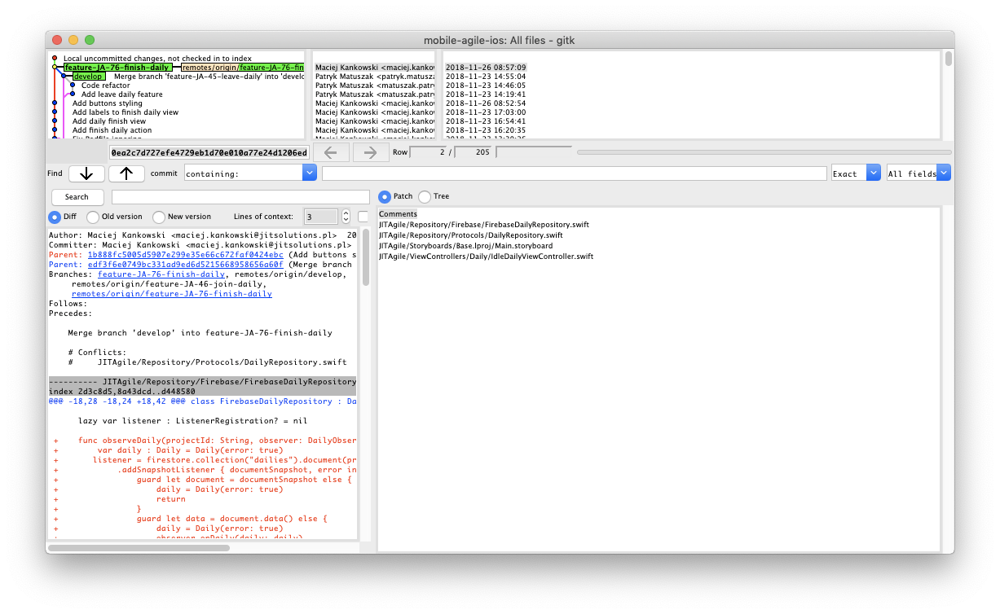 mobile-agile-ios: All files - gitk
Local uncommitted changes, not checked in to index
feature-JA-76-finish-daily remotes/origin/feature-JA-76-fin Maciej Kankowski <maciej.kankow 2018-11-26 08:57:09
develop Merge branch 'feature-JA-45-leave-daily' into 'develo Patryk Matuszak <patryk.matusza 2018-11-23 14:55:04
Code refactor Patryk Matuszak <matuszak.patry 2018-11-23 14:46:05
Add leave daily feature Patryk Matuszak <matuszak.patry 2018-11-23 14:19:41
Add buttons styling Maciej Kankowski <maciej.kankow 2018-11-26 08:52:54
Add labels to finish daily view Maciej Kankowski <maciej.kankow 2018-11-23 17:03:00
Add daily finish view Maciej Kankowski <maciej.kankow 2018-11-23 16:54:41
Add finish daily action Maciej Kankowski <maciej.kankow 2018-11-23 16:20:35
Fix Podfile ignoring Maciej Kankowski <maciej.kankow
0ea2c7d727efe4729eb1d70e010a77e24d1206ed Row 2 / 205
Find commit containing: Exact All fields
Search Patch Tree
Diff Old version New version Lines of context: 3
Comments
JITAgile/Repository/Firebase/FirebaseDailyRepository.swift
JITAgile/Repository/Protocols/DailyRepository.swift
JITAgile/Storyboards/Base.lproj/Main.storyboard
JITAgile/ViewControllers/Daily/IdleDailyViewController.swift
Author: Maciej Kankowski <maciej.kankowski@jitsolutions.pl>  20
Committer: Maciej Kankowski <maciej.kankowski@jitsolutions.pl>
Parent: 1b888fc5005d5907e299e35e66c672faf0424ebc (Add buttons s
Parent: edf3f6e0749bc331ad9ed6d5215668958656a60f (Merge branch
Branches: feature-JA-76-finish-daily, remotes/origin/develop,
remotes/origin/feature-JA-46-join-daily,
remotes/origin/feature-JA-76-finish-daily
Follows:
Precedes:
Merge branch 'develop' into feature-JA-76-finish-daily
# Conflicts:
#     JITAgile/Repository/Protocols/DailyRepository.swift
---------- JITAgile/Repository/Firebase/FirebaseDailyRepository
index 2d3c8d5,8a43dcd..d448580
@@@ -18,28 -18,24 +18,42 @@@ class FirebaseDailyRepository : Da
lazy var listener : ListenerRegistration? = nil
+    func observeDaily(projectId: String, observer: DailyObser
+        var daily : Daily = Daily(error: true)
+       listener = firestore.collection("dailies").document(pr
+            .addSnapshotListener { documentSnapshot, error in
+                guard let document = documentSnapshot else {
+                    daily = Daily(error: true)
+                    return
+                }
+                guard let data = document.data() else {
+                    daily = Daily(error: true)
+                    observer.onDaily(daily: daily)